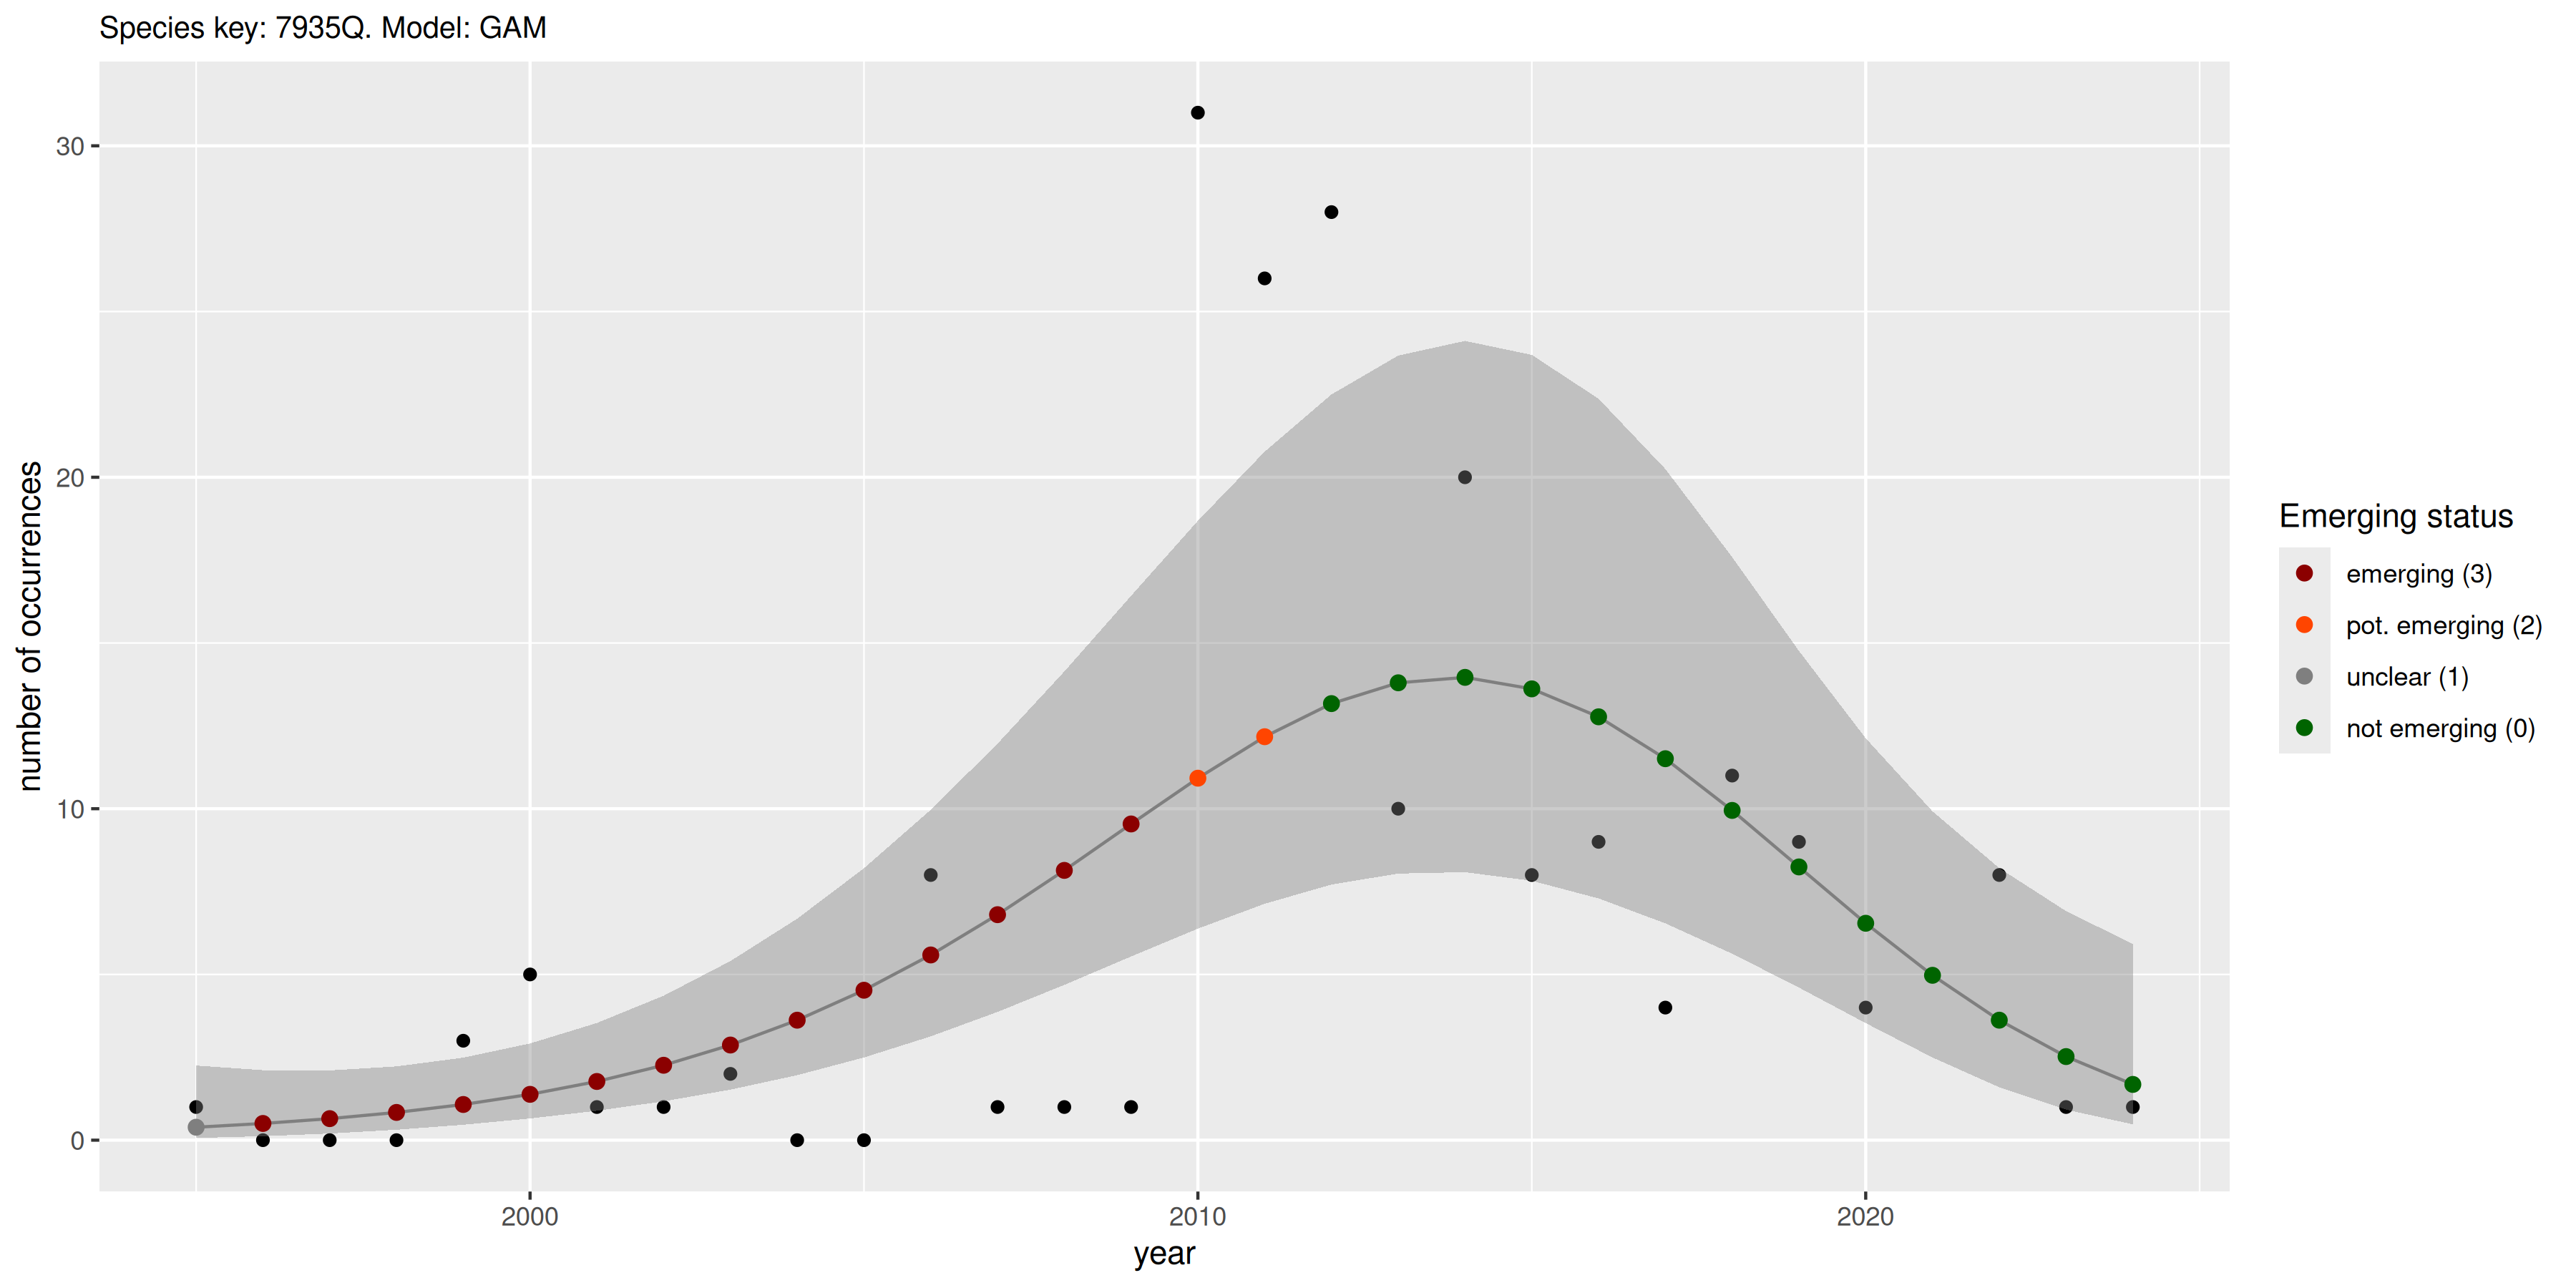 Species key: 7935Q. Model: GAM
30
20
10
0
number of occurrences
2000
2010
2020
year
Emerging status
emerging (3)
pot. emerging (2)
unclear (1)
not emerging (0)